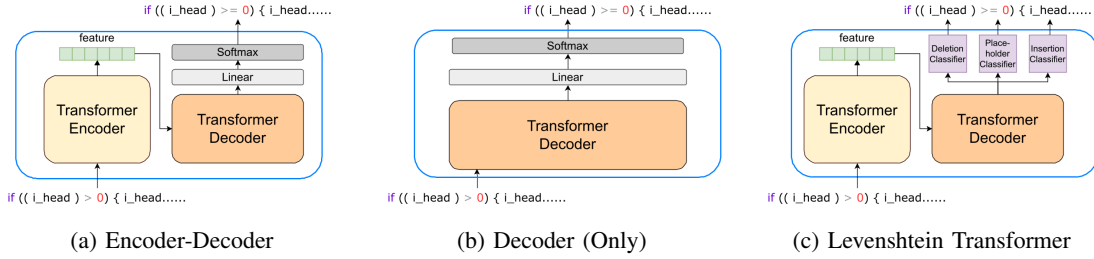 if (( i_head ) >= 0) { i_head......
feature
Softmax
Linear
Transformer
Encoder
Transformer
Decoder
if (( i_head ) > 0) { i_head......
(a) Encoder-Decoder
if (( i_head ) >= 0) { i_head......
Softmax
Linear
Transformer
Decoder
if (( i_head ) > 0) { i_head......
(b) Decoder (Only)
if (( i_head ) >= 0) { i_head......
feature
Deletion
Classifier
Place-
holder
Classifier
Insertion
Classifier
Transformer
Encoder
Transformer
Decoder
if (( i_head ) > 0) { i_head......
(c) Levenshtein Transformer